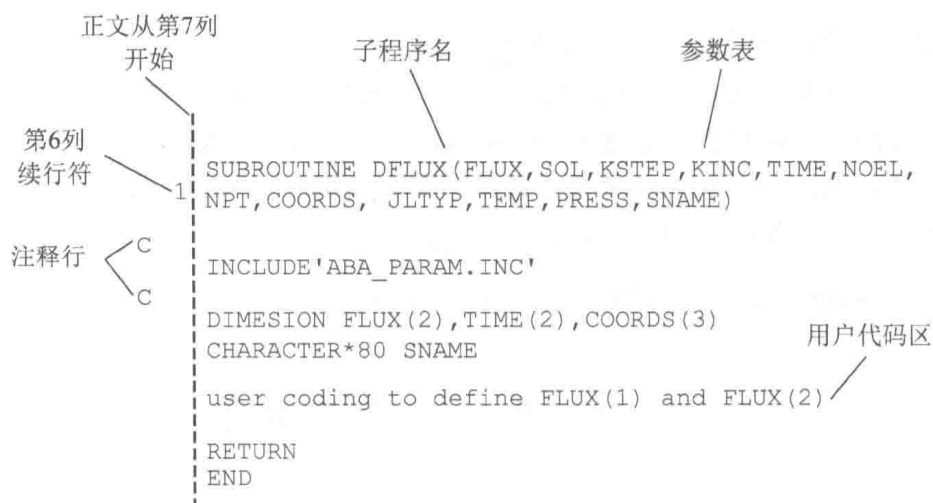 正文从第7列
开始
子程序名
参数表
第6列
续行符
SUBROUTINE DFLUX(FLUX,SOL,KSTEP,KINC,TIME,NOEL,
1 NPT,COORDS, JLTYP,TEMP,PRESS,SNAME)
注释行
C
INCLUDE'ABA_PARAM.INC'
C
DIMESION FLUX(2),TIME(2),COORDS(3)
CHARACTER*80 SNAME
用户代码区
user coding to define FLUX(1) and FLUX(2)
RETURN
END